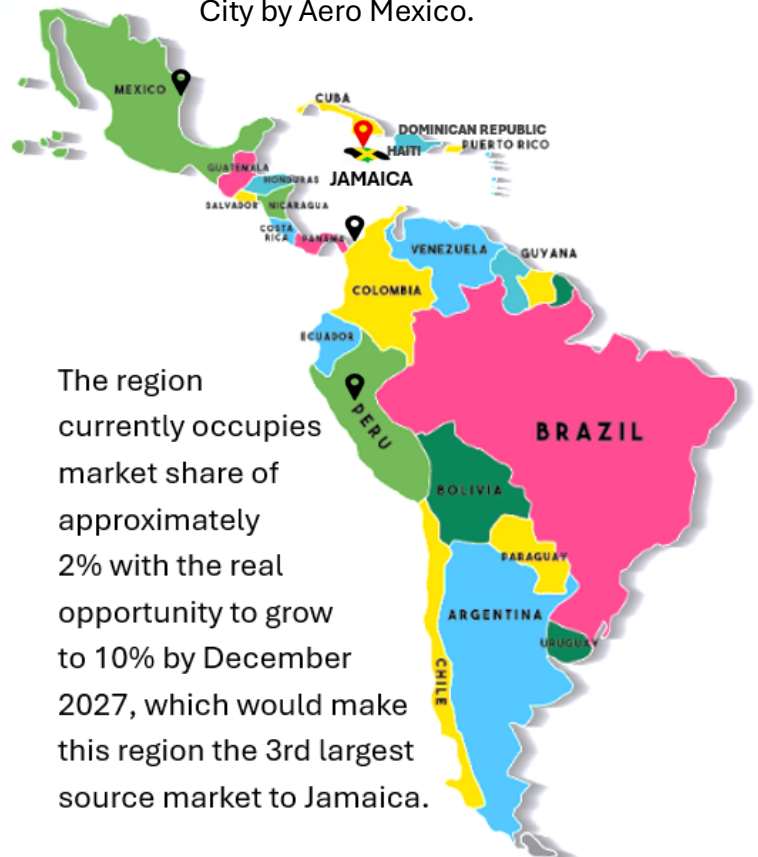 City by Aero Mexico.
MEXICO
CUBA
DOMINICAN REPUBLIC
PUERTO RICO
HAITI
JAMAICA
GUATEMALA
HONDURAS
SALVADOR
NICARAGUA
COSTA
RICA
PANAMA
VENEZUELA
GUYANA
COLOMBIA
ECUADOR
PERU
BRAZIL
BOLIVIA
PARAGUAY
ARGENTINA
URUGUAY
CHILE
The region
currently occupies
market share of
approximately
2% with the real
opportunity to grow
to 10% by December
2027, which would make
this region the 3rd largest
source market to Jamaica.